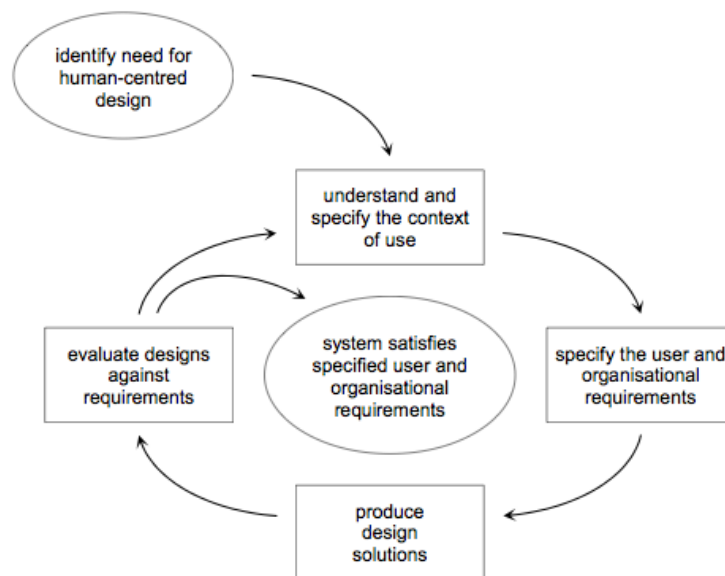 identify need for
human-centred
design
understand and
specify the context
of use
evaluate designs
against
requirements
system satisfies
specified user and
organisational
requirements
specify the user and
organisational
requirements
produce
design
solutions